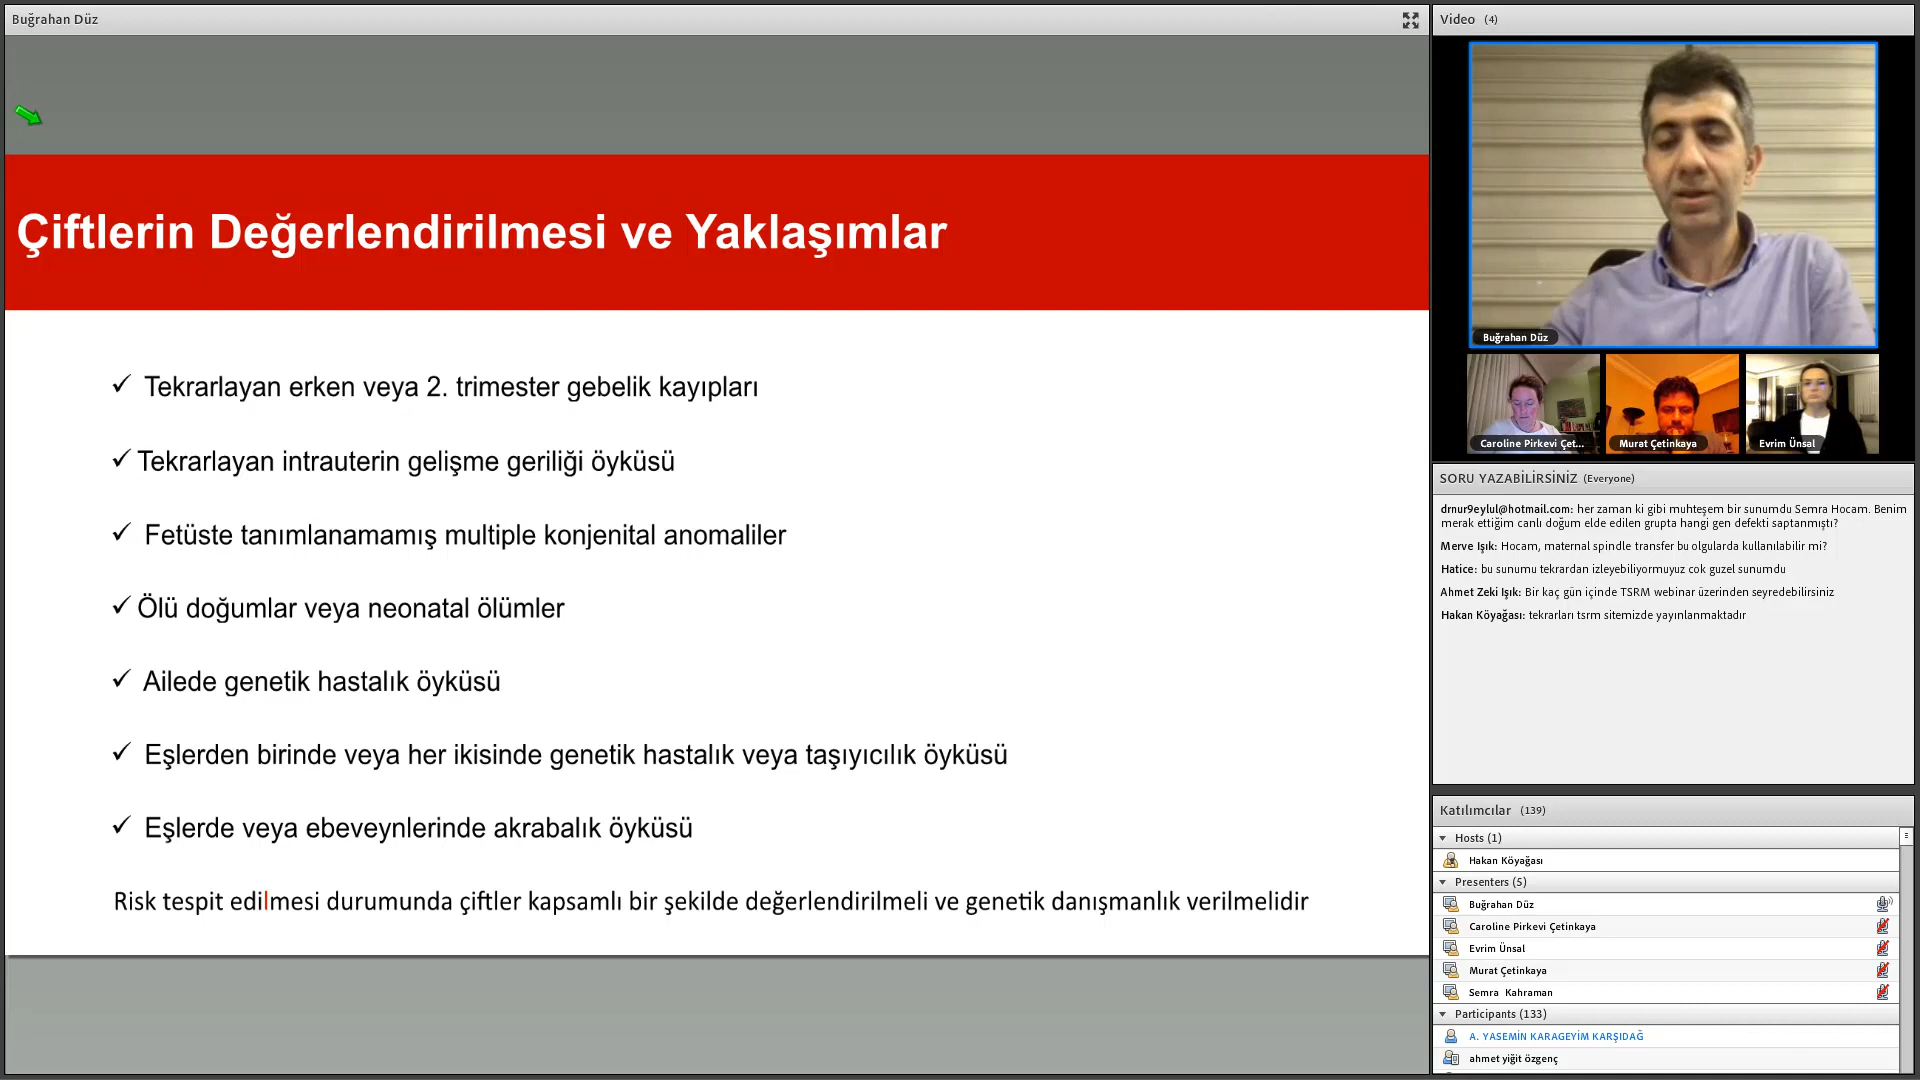 Buğrahan Düz
Çiftlerin Değerlendirilmesi ve Yaklaşımlar
✓ Tekrarlayan erken veya 2. trimester gebelik kayıpları
✓ Tekrarlayan intrauterin gelişme geriliği öyküsü
✓ Fetüste tanımlanamamış multiple konjenital anomaliler
✓ Ölü doğumlar veya neonatal ölümler
✓ Ailede genetik hastalık öyküsü
✓ Eşlerden birinde veya her ikisinde genetik hastalık veya taşıyıcılık öyküsü
✓ Eşlerde veya ebeveynlerinde akrabalık öyküsü
Risk tespit edilmesi durumunda çiftler kapsamlı bir şekilde değerlendirilmeli ve genetik danışmanlık verilmelidir
Video (4)
Buğrahan Düz
Caroline Pirkevi Çet...
Murat Çetinkaya
Evrim Ünsal
SORU YAZABİLİRSİNİZ (Everyone)
drnur9eylul@hotmail.com: her zaman ki gibi muhteşem bir sunumdu Semra Hocam. Benim
merak ettiğim canlı doğum elde edilen grupta hangi gen defekti saptanmıştı?
Merve Işık: Hocam, maternal spindle transfer bu olgularda kullanılabilir mi?
Hatice: bu sunumu tekrardan izleyebiliyormuyuz cok guzel sunumdu
Ahmet Zeki Işık: Bir kaç gün içinde TSRM webinar üzerinden seyredebilirsiniz
Hakan Köyağası: tekrarları tsrm sitemizde yayınlanmaktadır
Katılımcılar (139)
Hosts (1)
Hakan Köyağası
Presenters (5)
Buğrahan Düz
Caroline Pirkevi Çetinkaya
Evrim Ünsal
Murat Çetinkaya
Semra Kahraman
Participants (133)
A. YASEMİN KARAGEYİM KARŞIDAĞ
ahmet yiğit özgenç